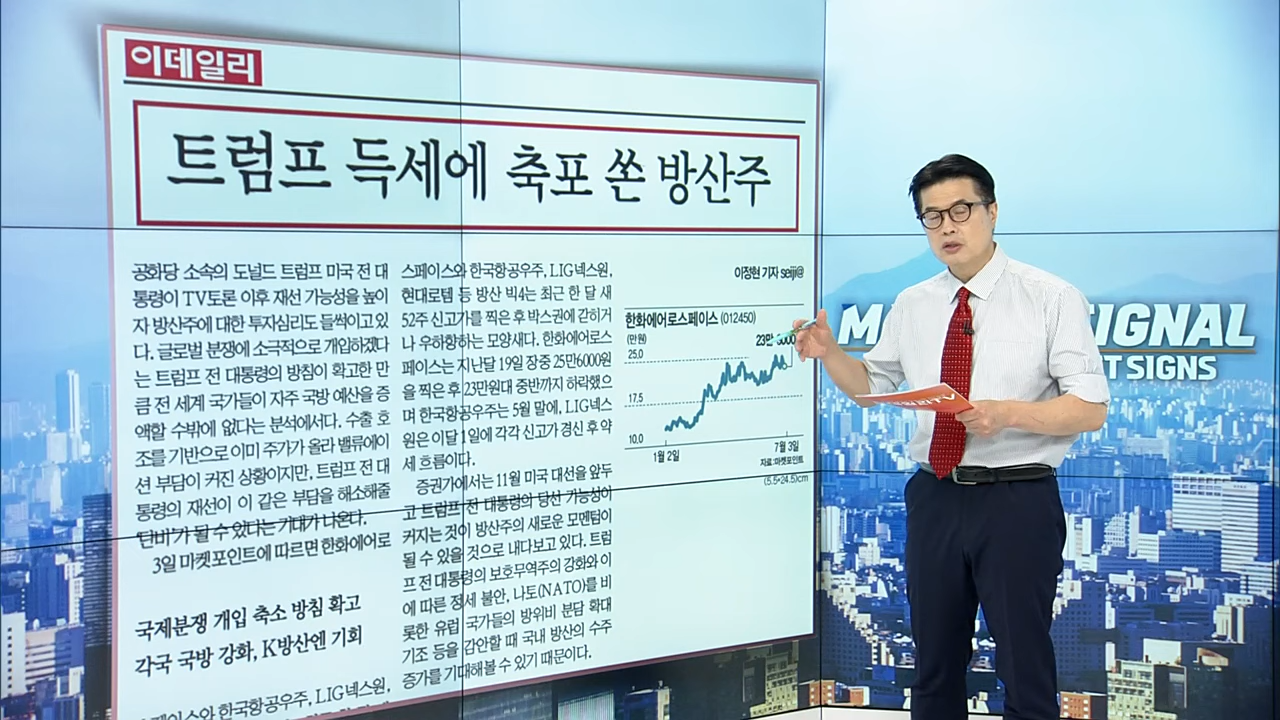 이데일리
트럼프 득세에 축포 쏜 방산주
공화당 소속의 도널드 트럼프 미국 전 대
통령이 TV토론 이후 재선 가능성을 높이
자 방산주에 대한 투자심리도 들썩이고 있
다. 글로벌 분쟁에 소극적으로 개입하겠다
는 트럼프 전 대통령의 방침이 확고한 만
큼 전 세계 국가들이 자주 국방 예산을 증
액할 수밖에 없다는 분석에서다. 수출 호
조를 기반으로 이미 주가가 올라 밸류에이
션 부담이 커진 상황이지만, 트럼프 전 대
통령의 재선이 이 같은 부담을 해소해줄
'단비'가 될 수 있다는 기대가 나온다.
3일 마켓포인트에 따르면 한화에어로
국제분쟁 개입 축소 방침 확고
각국 국방 강화, K방산엔 기회
스페이스와 한국항공우주, LIG넥스원,
스페이스와 한국항공우주, LIG넥스원,
현대로템 등 방산 빅4는 최근 한 달 새
52주 신고가를 찍은 후 박스권에 갇히거
나 우하향하는 모양새다. 한화에어로스
페이스는 지난달 19일 장중 25만6000원
을 찍은 후 23만원대 중반까지 하락했으
며 한국항공우주는 5월 말에, LIG넥스
원은 이달 1일에 각각 신고가 경신 후 약
세 흐름이다.
증권가에서는 11월 미국 대선을 앞두
고 트럼프 전 대통령의 당선 가능성이
커지는 것이 방산주의 새로운 모멘텀이
될 수 있을 것으로 내다보고 있다. 트럼
프 전 대통령의 보호무역주의 강화와 이
에 따른 정세 불안, 나토(NATO)를 비
롯한 유럽 국가들의 방위비 분담 확대
기조 등을 감안할 때 국내 방산의 수주
증가를 기대해볼 수 있기 때문이다.
이정현 기자 seiji@
한화에어로스페이스 (012450)
(만원)
23만
25.0
17.5
10.0
1월 2일
7월 3일
자료:마켓포인트
(5.5*24.5)cm
SIGNAL
SIGNS